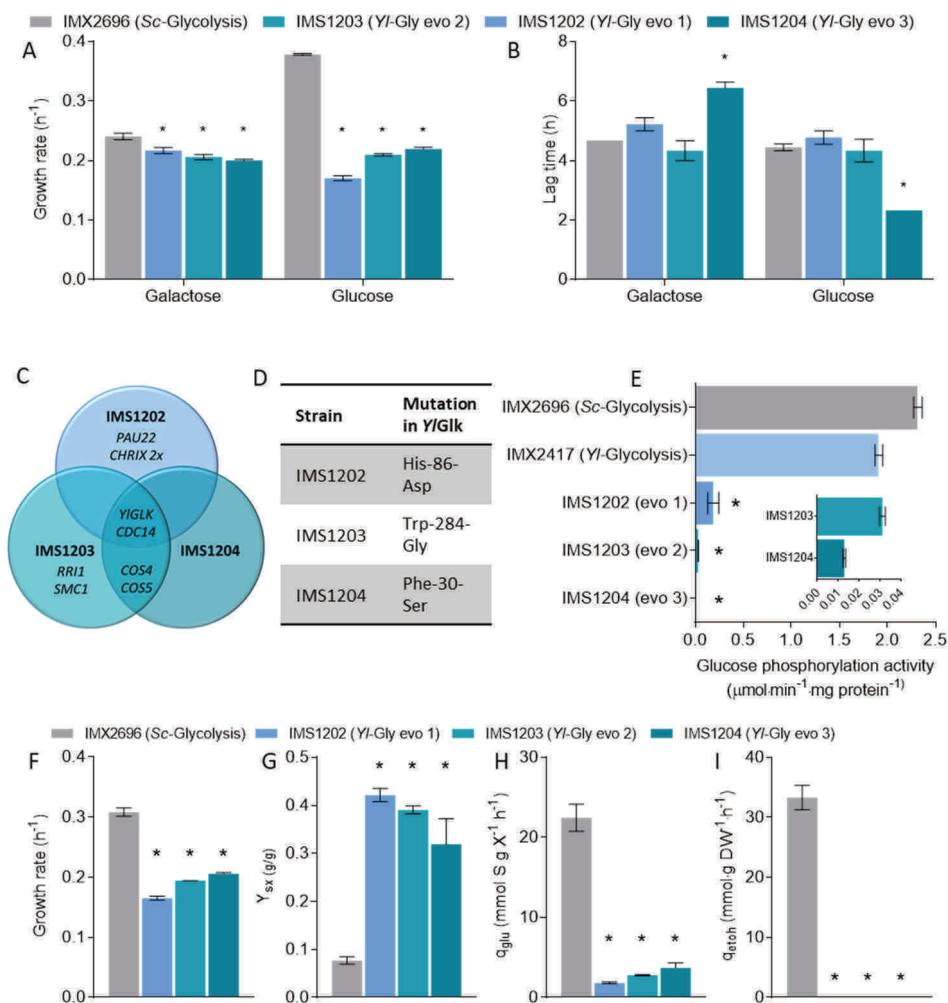 IMX2696 (Sc-Glycolysis) IMS1203 (Yl-Gly evo 2) IMS1202 (Yl-Gly evo 1) IMS1204 (Yl-Gly evo 3)
A
Growth rate (h⁻¹)
0.4
0.3
0.2
0.1
0.0
* * *
* * *
Galactose Glucose
B
Lag time (h)
8
6
4
2
0
*
*
Galactose Glucose
C
IMS1202
PAU22
CHRIX 2x
YlGLK
CDC14
IMS1203
RRI1
SMC1
IMS1204
COS4
COS5
D
Strain Mutation
in YlGlk
IMS1202 His-86-
Asp
IMS1203 Trp-284-
Gly
IMS1204 Phe-30-
Ser
E
IMX2696 (Sc-Glycolysis)
IMX2417 (Yl-Glycolysis)
IMS1202 (evo 1) *
IMS1203 (evo 2) *
IMS1204 (evo 3) *
IMS1203
IMS1204
0.00 0.01 0.02 0.03 0.04
0.0 0.5 1.0 1.5 2.0 2.5
Glucose phosphorylation activity
(µmol·min⁻¹·mg protein⁻¹)
IMX2696 (Sc-Glycolysis) IMS1202 (Yl-Gly evo 1) IMS1203 (Yl-Gly evo 2) IMS1204 (Yl-Gly evo 3)
F
Growth rate (h⁻¹)
0.4
0.3
0.2
0.1
0.0
* * *
G
Y sx (g/g)
0.5
0.4
0.3
0.2
0.1
0.0
* * *
H
q glu (mmol S g X⁻¹ h⁻¹)
30
20
10
0
* * *
I
q etoh (mmol·g DW⁻¹·h⁻¹)
40
30
20
10
0
* * *